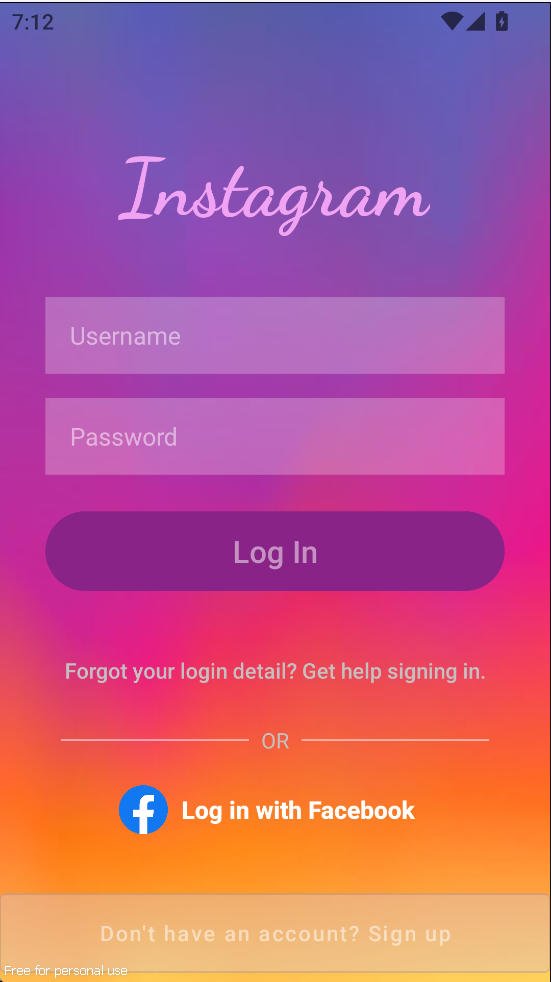 7:12
Instagram
Username
Password
Log In
Forgot your login detail? Get help signing in.
OR
Log in with Facebook
Don't have an account? Sign up
Free for personal use